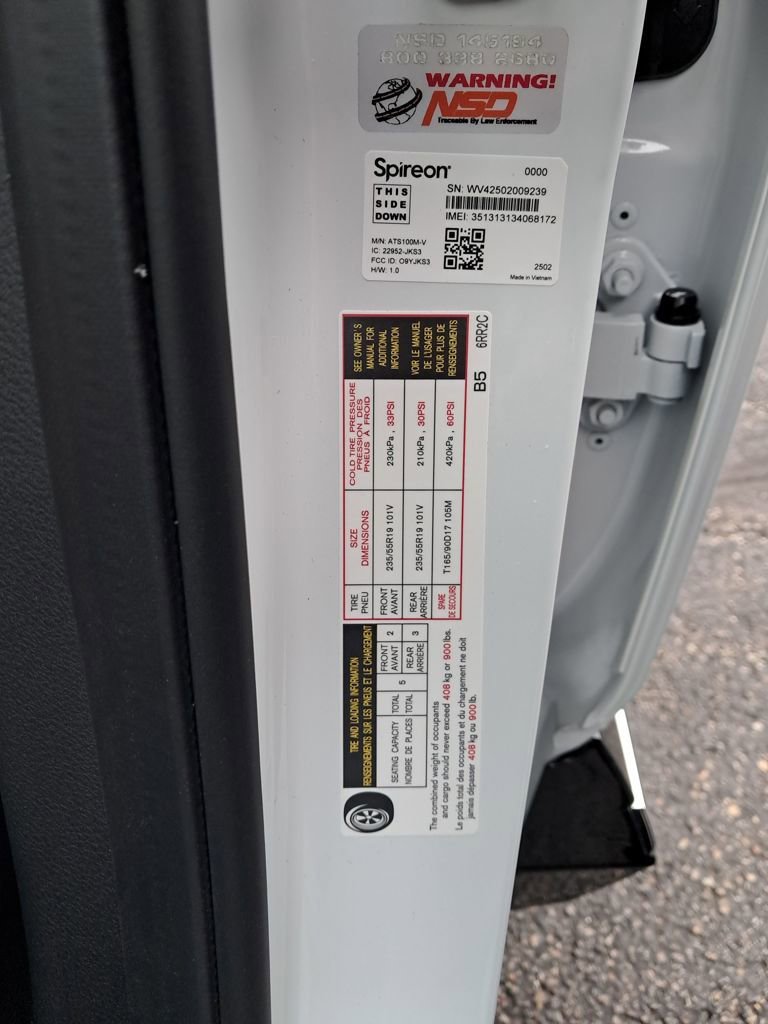 NSD 145194
800 338 2680
WARNING!
NSD
Traceable By Law Enforcement
Spireon®
0000
THIS
SIDE
DOWN
SN: WV42502009239
IMEI: 351313134068172
M/N: ATS100M-V
IC: 22952-JKS3
FCC ID: O9YJKS3
H/W: 1.0
2502
Made in Vietnam
TIRE AND LOADING INFORMATION
RENSEIGNEMENTS SUR LES PNEUS ET LE CHARGEMENT
SEATING CAPACITY TOTAL 5 FRONT 2
AVANT
NOMBRE DE PLACES TOTAL REAR 3
ARRIÈRE
The combined weight of occupants
and cargo should never exceed 408 kg or 900 lbs.
Le poids total des occupants et du chargement ne doit
jamais dépasser 408 kg ou 900 lb.
TIRE SIZE COLD TIRE PRESSURE
PNEU DIMENSIONS PRESSION DES
PNEUS À FROID
FRONT 235/55R19 101V 230kPa , 33PSI
AVANT
REAR 235/55R19 101V 210kPa , 30PSI
ARRIÈRE
SPARE T165/90D17 105M 420kPa , 60PSI
DE SECOURS
SEE OWNER'S
MANUAL FOR
ADDITIONAL
INFORMATION
VOIR LE MANUEL
DE L'USAGER
POUR PLUS DE
RENSEIGNEMENTS
B5 6RR2C